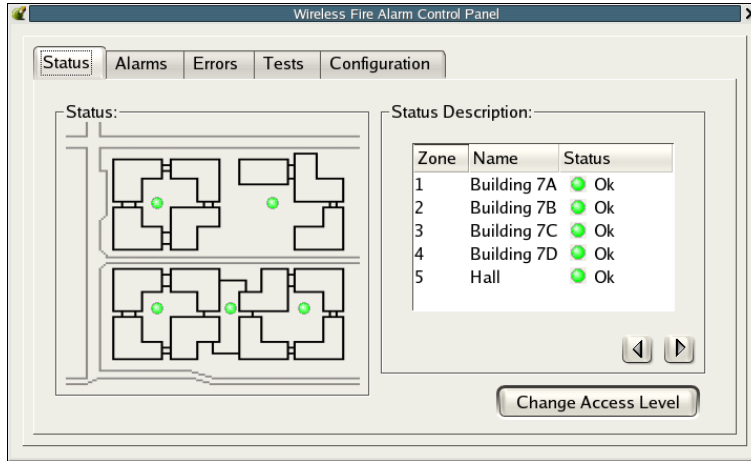 Wireless Fire Alarm Control Panel
Status Alarms Errors Tests Configuration
Status:
Status Description:
Zone Name Status
1 Building 7A Ok
2 Building 7B Ok
3 Building 7C Ok
4 Building 7D Ok
5 Hall Ok
Change Access Level